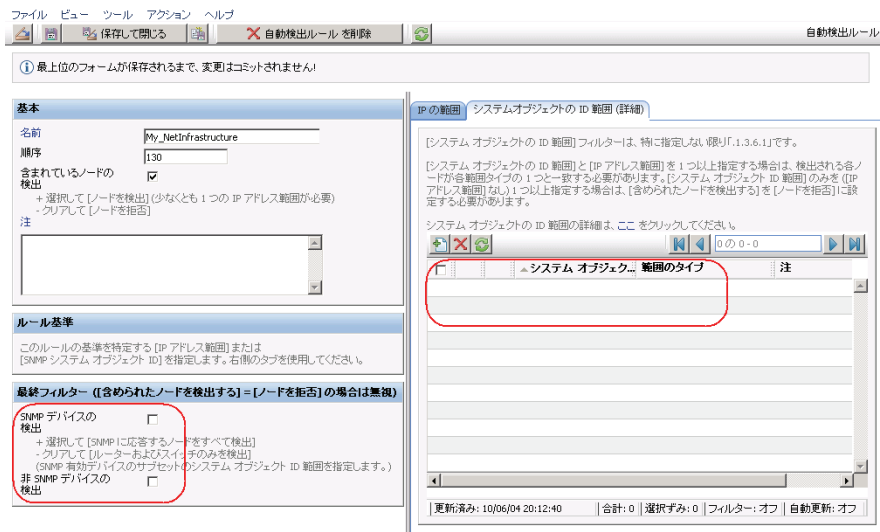 ファイル ビュー ツール アクション ヘルプ
保存して閉じる 自動検出ルール を削除 自動検出ルール
最上位のフォームが保存されるまで、変更はコミットされません!
基本
名前 My_NetInfrastructure
順序 130
含まれているノードの
検出
+ 選択して [ノードを検出] (少なくとも 1 つの IP アドレス範囲が必要)
- クリアして [ノードを拒否]
注
ルール基準
このルールの基準を特定する [IP アドレス範囲] または
[SNMP システム オブジェクト ID] を指定します。右側のタブを使用してください。
最終フィルター ([含められたノードを検出する] = [ノードを拒否] の場合は無視)
SNMP デバイスの
検出
+ 選択して [SNMP に応答するノードをすべて検出]
- クリアして [ルーターおよびスイッチのみを検出]
(SNMP 有効デバイスのサブセットのシステム オブジェクト ID 範囲を指定します。)
非 SNMP デバイスの
検出
IP の範囲 システムオブジェクトの ID 範囲 (詳細)
[システム オブジェクトの ID 範囲] フィルターは、特に指定しない限り「.1.3.6.1」です。
[システム オブジェクトの ID 範囲] と [IP アドレス範囲] を 1 つ以上指定する場合は、検出される各ノ
ードが各範囲タイプの 1 つと一致する必要があります。[システム オブジェクト ID 範囲] のみを ([IP
アドレス範囲] なし) 1 つ以上指定する場合は、[含められたノードを検出する] を [ノードを拒否] に設
定する必要があります。
システム オブジェクトの ID 範囲の詳細は、ここ をクリックしてください。
0 の 0 - 0
システム オブジェク... 範囲のタイプ 注
更新済み: 10/06/04 20:12:40 合計: 0 選択ずみ: 0 フィルター: オフ 自動更新: オフ